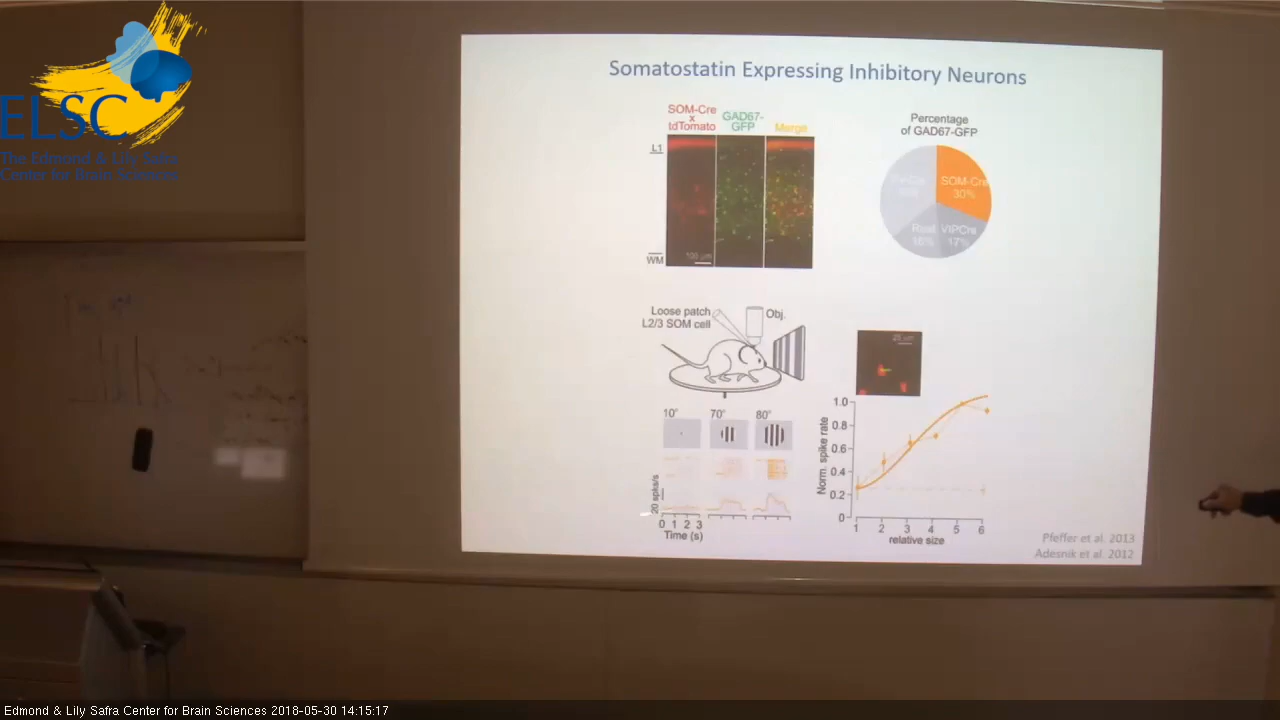 ELSC
The Edmond & Lily Safra
Center for Brain Sciences
Somatostatin Expressing Inhibitory Neurons
SOM-Cre
x
tdTomato
GAD67-
GFP
Merge
L1
WM
100 µm
Percentage
of GAD67-GFP
SOM-Cre
30%
VIPCre
17%
Rest
Loose patch
L2/3 SOM cell
Obj.
10°
70°
80°
20 spks/s
0 1 2 3
Time (s)
25 µm
Norm. spike rate
1.0
0.8
0.6
0.4
0.2
0
1 2 3 4 5 6
relative size
Pfeffer et al. 2013
Adesnik et al. 2012
Edmond & Lily Safra Center for Brain Sciences 2018-05-30 14:15:17